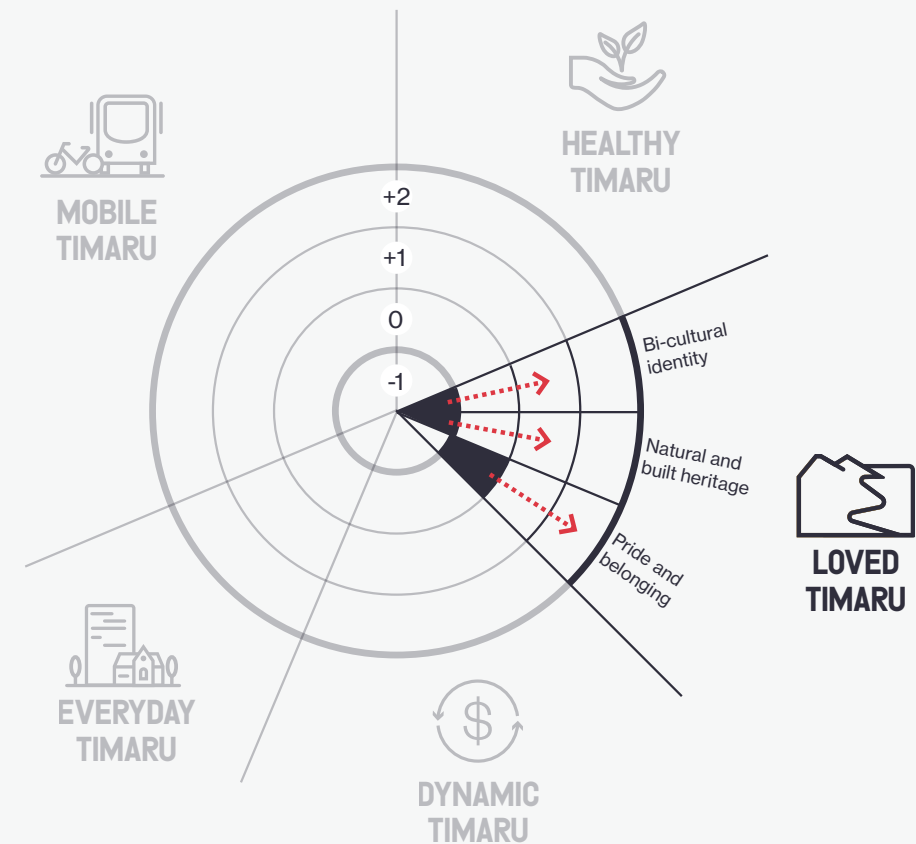 HEALTHY
TIMARU
MOBILE
TIMARU
+2
+1
0
-1
Bi-cultural
identity
Natural and
built heritage
Pride and
belonging
LOVED
TIMARU
EVERYDAY
TIMARU
$
DYNAMIC
TIMARU